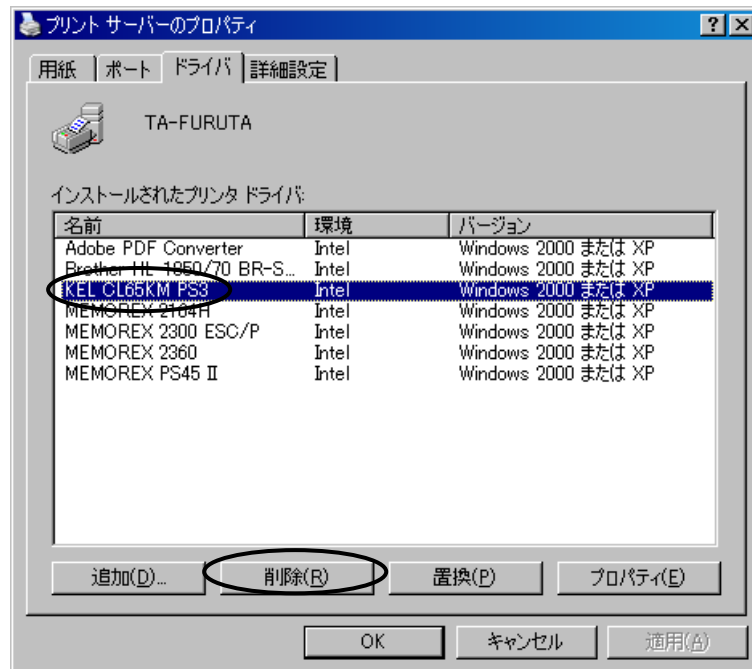 プリント サーバーのプロパティ
用紙 ポート ドライバ 詳細設定
TA-FURUTA
インストールされたプリンタ ドライバ:
名前 環境 バージョン
Adobe PDF Converter Intel Windows 2000 または XP
Brother HL-1850/70 BR-S... Intel Windows 2000 または XP
KEL CL65KM PS3 Intel Windows 2000 または XP
MEMOREX 2104H Intel Windows 2000 または XP
MEMOREX 2300 ESC/P Intel Windows 2000 または XP
MEMOREX 2360 Intel Windows 2000 または XP
MEMOREX PS45 II Intel Windows 2000 または XP
追加(D)... 削除(R) 置換(P) プロパティ(E)
OK キャンセル 適用(A)